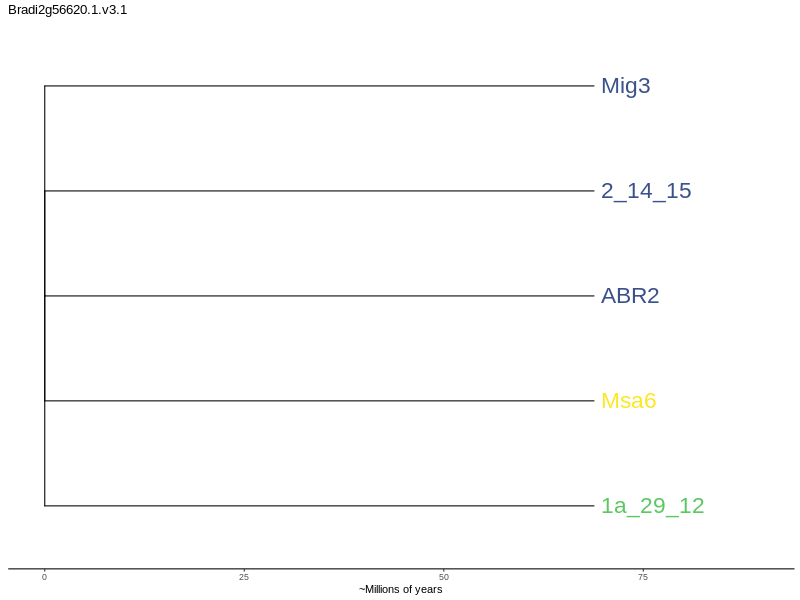 Bradi2g56620.1.v3.1
Mig3
2_14_15
ABR2
Msa6
1a_29_12
0 25 50 75
~Millions of years